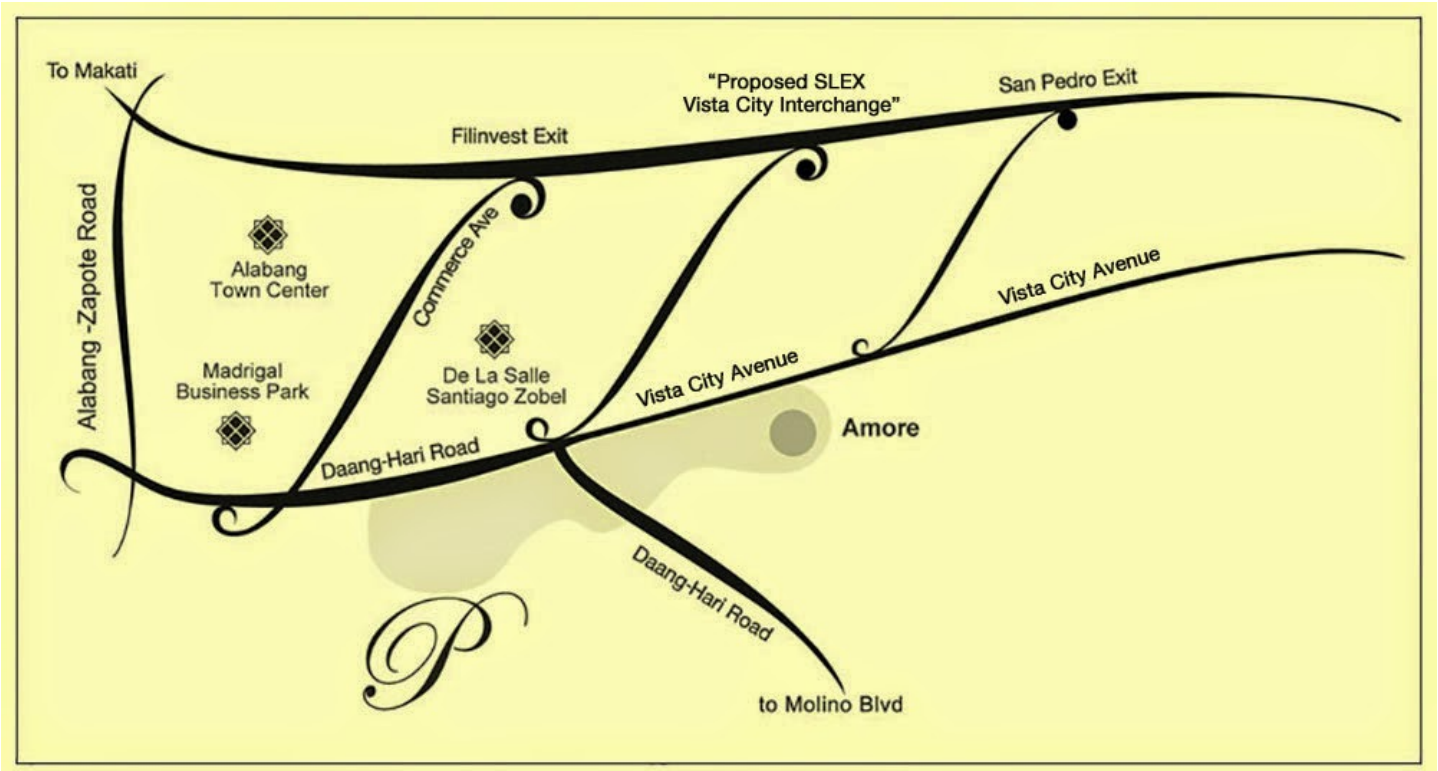 To Makati
"Proposed SLEX
Vista City Interchange"
San Pedro Exit
Filinvest Exit
Alabang -Zapote Road
Commerce Ave
Alabang
Town Center
Vista City Avenue
Madrigal
Business Park
De La Salle
Santiago Zobel
Vista City Avenue
Amore
Daang-Hari Road
Daang-Hari Road
P
to Molino Blvd